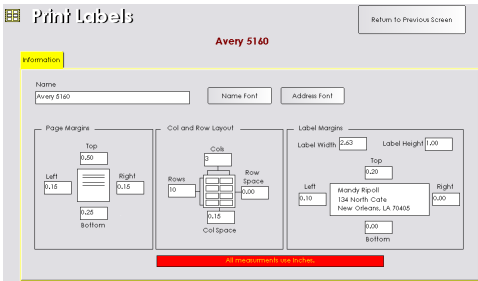 Print Labels
Return to Previous Screen
Avery 5160
Information
Name
Avery 5160
Name Font
Address Font
Page Margins
Top
0.50
Left
0.15
Right
0.15
0.25
Bottom
Col and Row Layout
Cols
3
Rows
10
Row
Space
0.00
0.15
Col Space
Label Margins
Label Width 2.63
Label Height 1.00
Top
0.20
Left
0.10
Right
0.00
Mandy Ripoll
134 North Cate
New Orleans, LA 70405
0.00
Bottom
All measurments use inches.